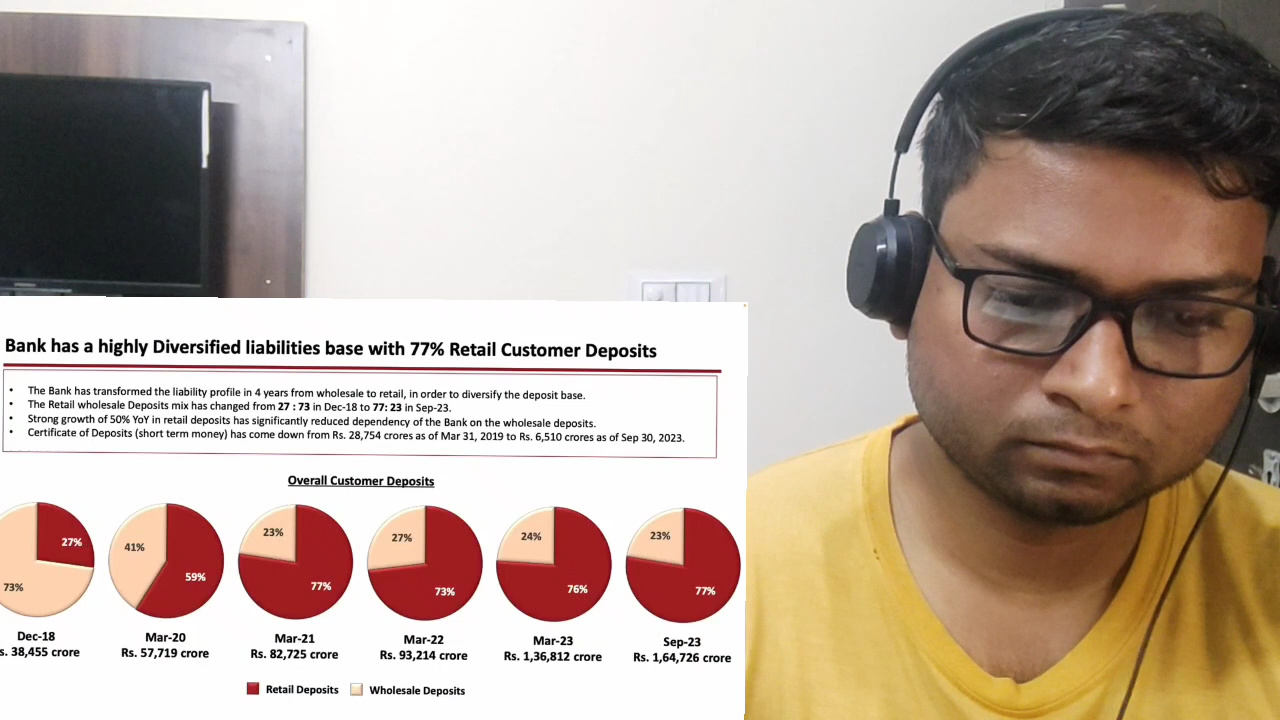 Bank has a highly Diversified liabilities base with 77% Retail Customer Deposits
• The Bank has transformed the liability profile in 4 years from wholesale to retail, in order to diversify the deposit base.
• The Retail wholesale Deposits mix has changed from 27 : 73 in Dec-18 to 77: 23 in Sep-23.
• Strong growth of 50% YoY in retail deposits has significantly reduced dependency of the Bank on the wholesale deposits.
• Certificate of Deposits (short term money) has come down from Rs. 28,754 crores as of Mar 31, 2019 to Rs. 6,510 crores as of Sep 30, 2023.
Overall Customer Deposits
27% 73%
41% 59%
23% 77%
27% 73%
24% 76%
23% 77%
Dec-18 Mar-20 Mar-21 Mar-22 Mar-23 Sep-23
s. 38,455 crore Rs. 57,719 crore Rs. 82,725 crore Rs. 93,214 crore Rs. 1,36,812 crore Rs. 1,64,726 crore
Retail Deposits Wholesale Deposits